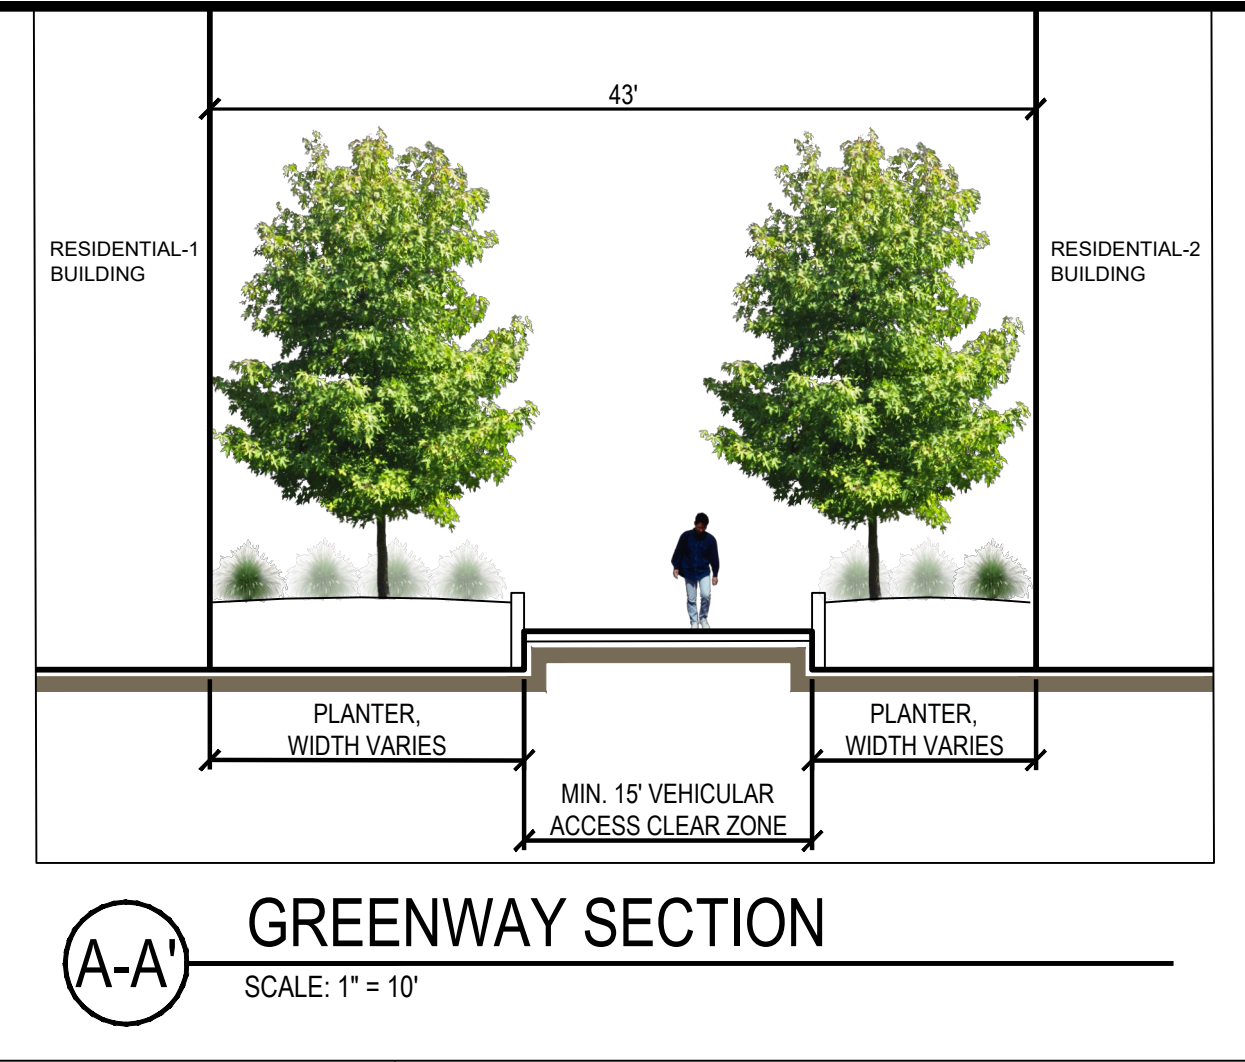 43'
RESIDENTIAL-1
BUILDING
RESIDENTIAL-2
BUILDING
PLANTER,
WIDTH VARIES
PLANTER,
WIDTH VARIES
MIN. 15' VEHICULAR
ACCESS CLEAR ZONE
A-A'
GREENWAY SECTION
SCALE: 1" = 10'